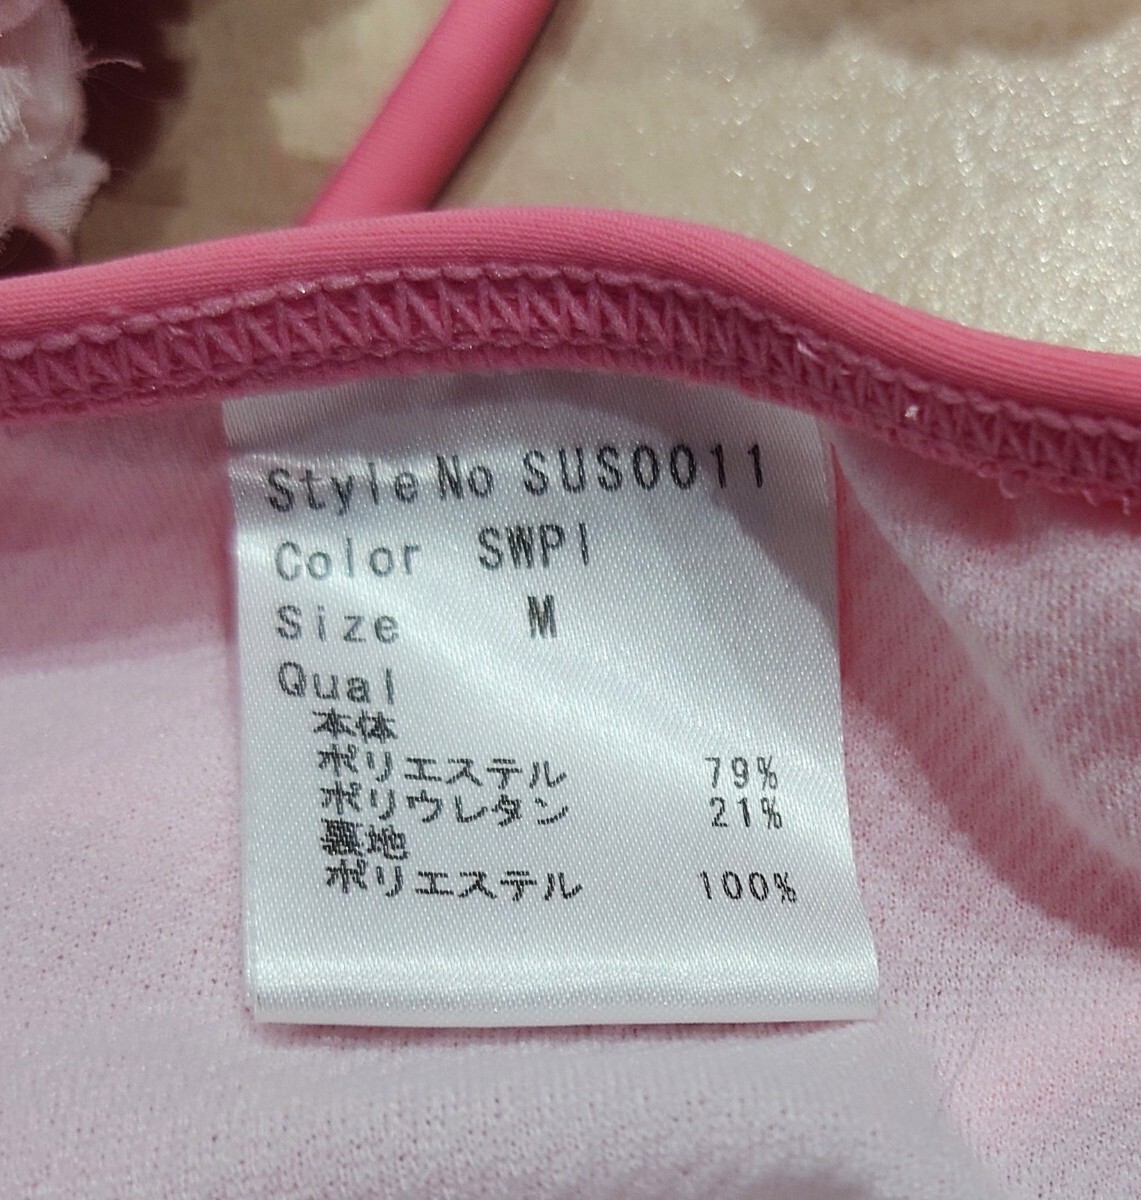 Style No SUS0011
Color SWPI
Size M
Qual
本体
ポリエステル 79%
ポリウレタン 21%
裏地
ポリエステル 100%